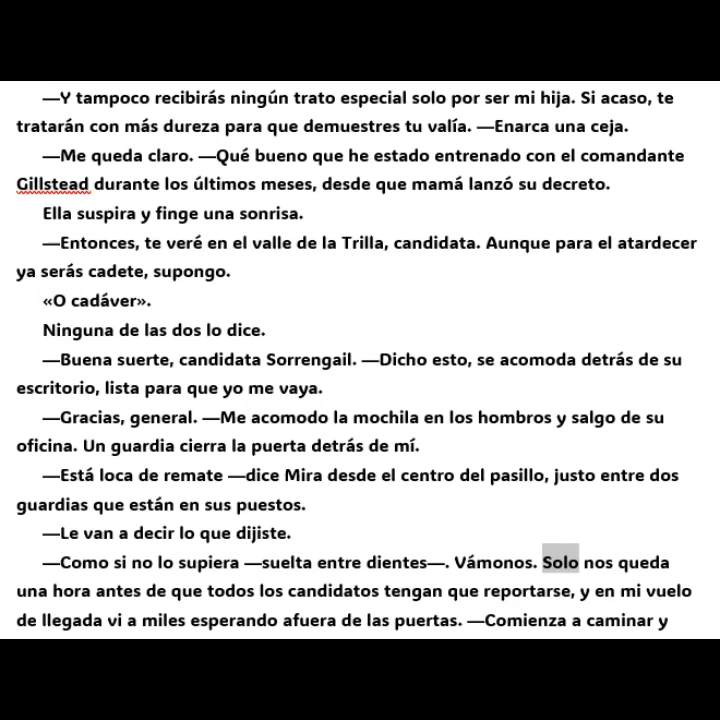 —Y tampoco recibirás ningún trato especial solo por ser mi hija. Si acaso, te
tratarán con más dureza para que demuestres tu valía. —Enarca una ceja.
—Me queda claro. —Qué bueno que he estado entrenado con el comandante
Gillstead durante los últimos meses, desde que mamá lanzó su decreto.
Ella suspira y finge una sonrisa.
—Entonces, te veré en el valle de la Trilla, candidata. Aunque para el atardecer
ya serás cadete, supongo.
«O cadáver».
Ninguna de las dos lo dice.
—Buena suerte, candidata Sorrengail. —Dicho esto, se acomoda detrás de su
escritorio, lista para que yo me vaya.
—Gracias, general. —Me acomodo la mochila en los hombros y salgo de su
oficina. Un guardia cierra la puerta detrás de mí.
—Está loca de remate —dice Mira desde el centro del pasillo, justo entre dos
guardias que están en sus puestos.
—Le van a decir lo que dijiste.
—Como si no lo supiera —suelta entre dientes—. Vámonos. Solo nos queda
una hora antes de que todos los candidatos tengan que reportarse, y en mi vuelo
de llegada vi a miles esperando afuera de las puertas. —Comienza a caminar y